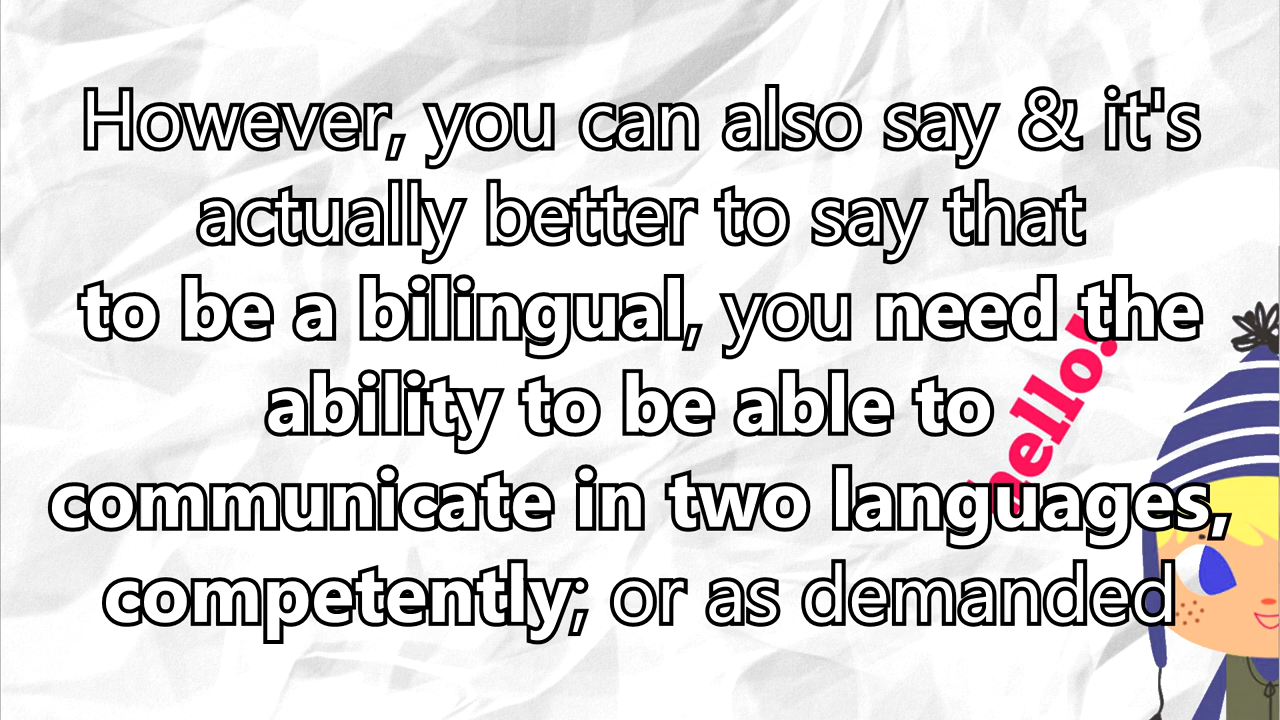 However, you can also say & it's
actually better to say that
to be a bilingual, you need the
ability to be able to
communicate in two languages,
competently; or as demanded
hello!